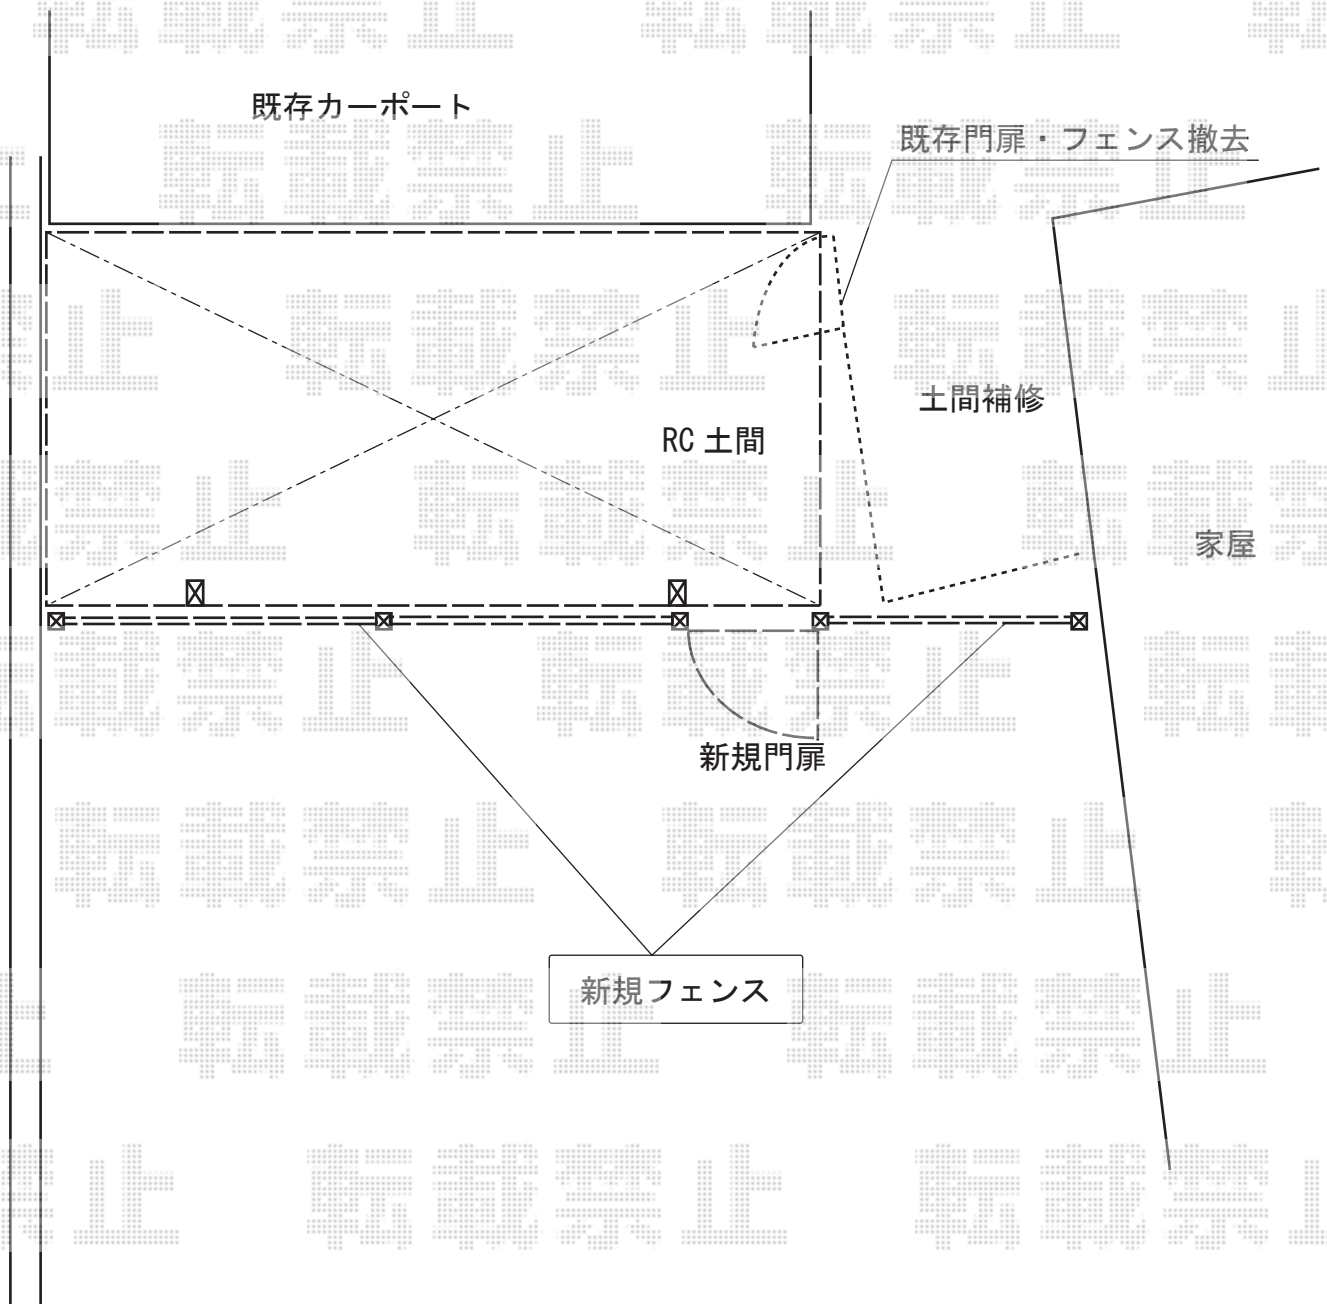 既存カーポート
既存門扉・フェンス撤去
土間補修
RC 土間
家屋
新規門扉
新規フェンス
転載禁止